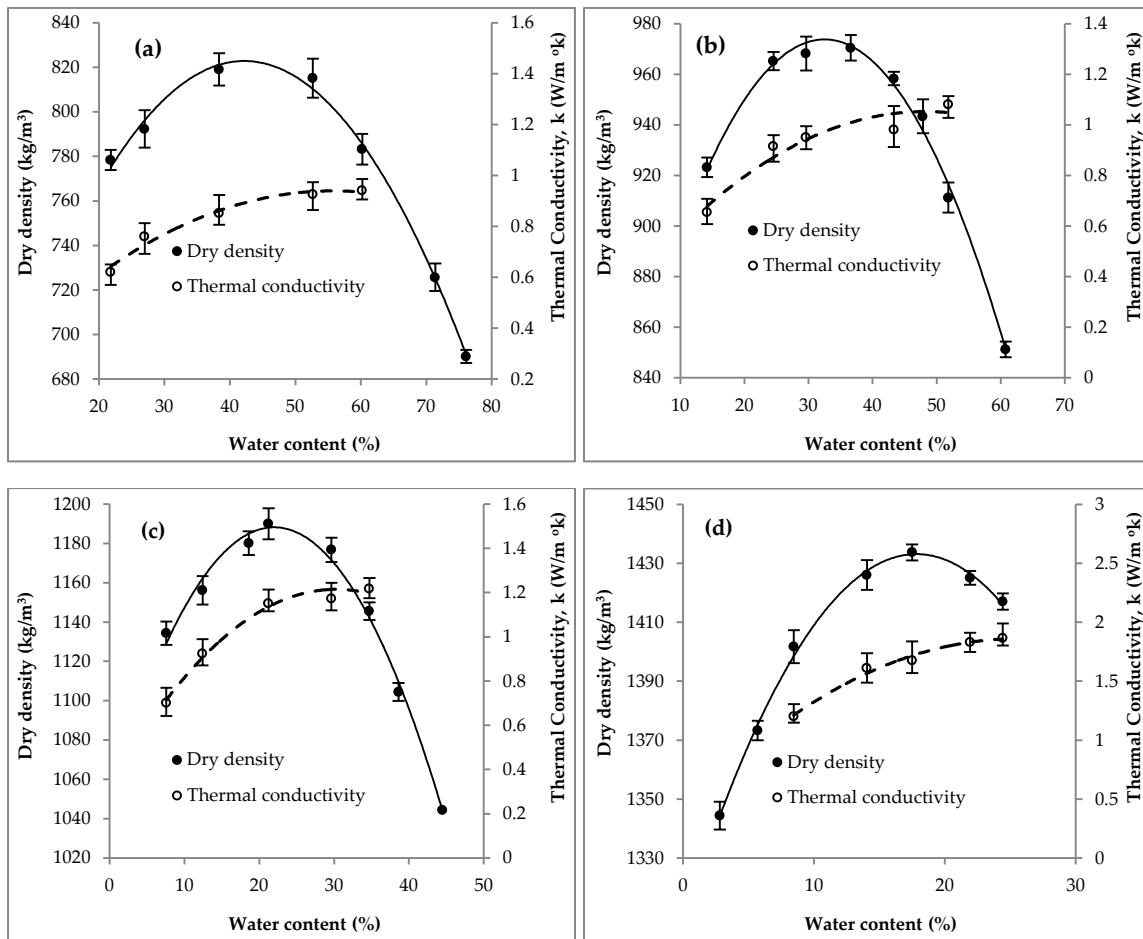 (a)
Dry density (kg/m³)
840
820
800
780
760
740
720
700
680
1.6
1.4
1.2
1
0.8
0.6
0.4
0.2
Thermal Conductivity, k (W/m ᵒk)
Dry density
Thermal conductivity
20 30 40 50 60 70 80
Water content (%)
(b)
Dry density (kg/m³)
980
960
940
920
900
880
860
840
1.4
1.2
1
0.8
0.6
0.4
0.2
0
Thermal Conductivity, k (W/m ᵒk)
Dry density
Thermal conductivity
10 20 30 40 50 60 70
Water content (%)
(c)
Dry density (kg/m³)
1200
1180
1160
1140
1120
1100
1080
1060
1040
1020
1.6
1.4
1.2
1
0.8
0.6
0.4
0.2
0
Thermal Conductivity, k (W/m ᵒk)
Dry density
Thermal conductivity
0 10 20 30 40 50
Water content (%)
(d)
Dry density (kg/m³)
1450
1430
1410
1390
1370
1350
1330
3
2.5
2
1.5
1
0.5
0
Thermal Conductivity, k (W/m ᵒk)
Dry density
Thermal conductivity
0 10 20 30
Water content (%)